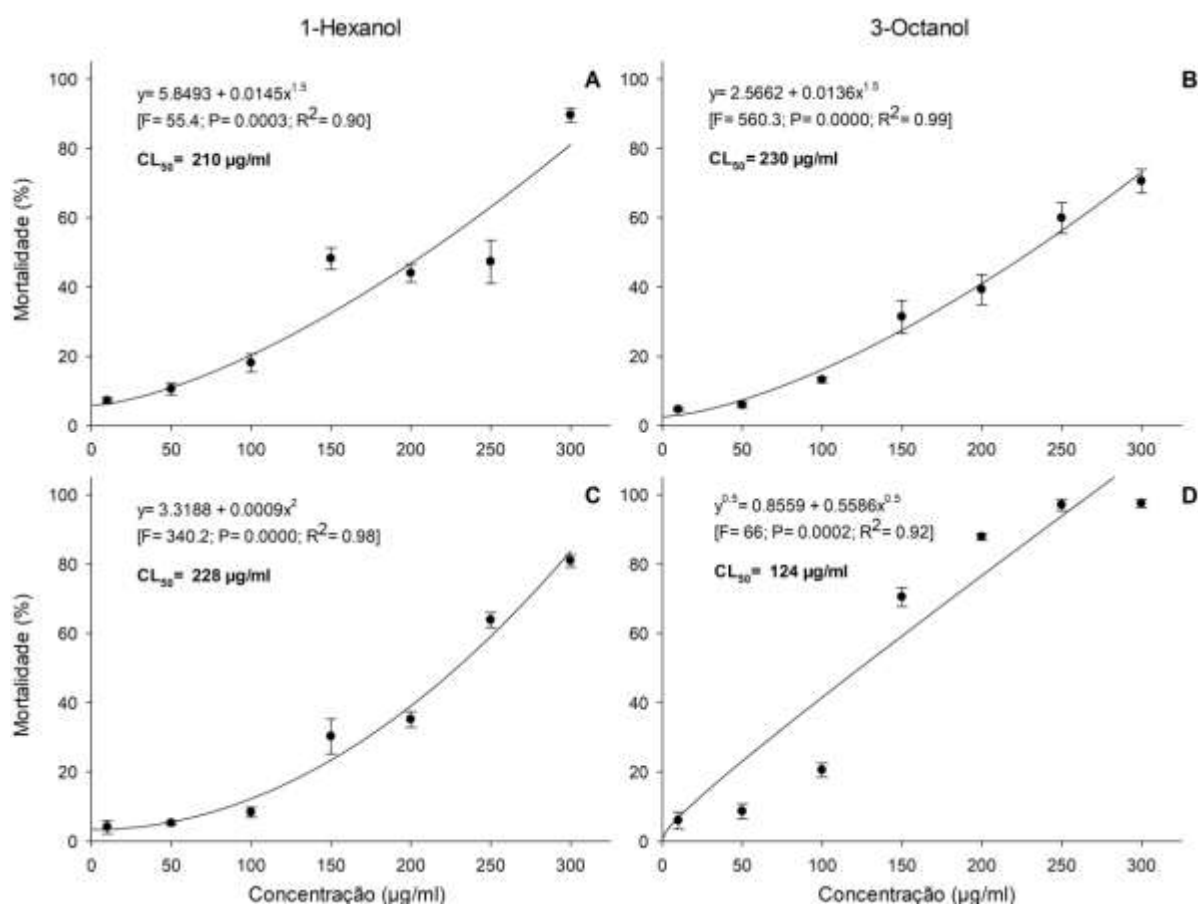 1-Hexanol
3-Octanol
A
y= 5.8493 + 0.0145x^1.5
[F= 55.4; P= 0.0003; R²= 0.90]
CL₅₀= 210 µg/ml
Mortalidade (%)
100
80
60
40
20
0
0 50 100 150 200 250 300
B
y= 2.5662 + 0.0136x^1.5
[F= 560.3; P= 0.0000; R²= 0.99]
CL₅₀= 230 µg/ml
100
80
60
40
20
0
0 50 100 150 200 250 300
C
y= 3.3188 + 0.0009x²
[F= 340.2; P= 0.0000; R²= 0.98]
CL₅₀= 228 µg/ml
Mortalidade (%)
100
80
60
40
20
0
0 50 100 150 200 250 300
Concentração (µg/ml)
D
y^0.5= 0.8559 + 0.5586x^0.5
[F= 66; P= 0.0002; R²= 0.92]
CL₅₀= 124 µg/ml
100
80
60
40
20
0
0 50 100 150 200 250 300
Concentração (µg/ml)